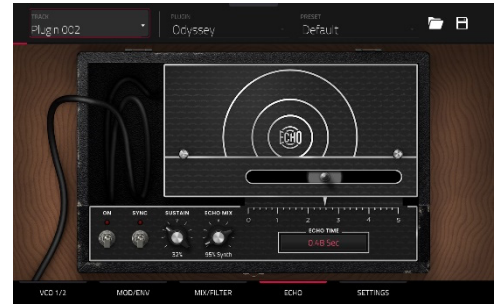 TRACK
Plugin 002
PLUGIN
Odyssey
PRESET
Default
ECHO
ON
SYNC
SUSTAIN
ECHO MIX
0 1 2 3 4 5
ECHO TIME
0.48 Sec
32%
95% Synth
VCO 1/2
MOD/ENV
MIX/FILTER
ECHO
SETTINGS